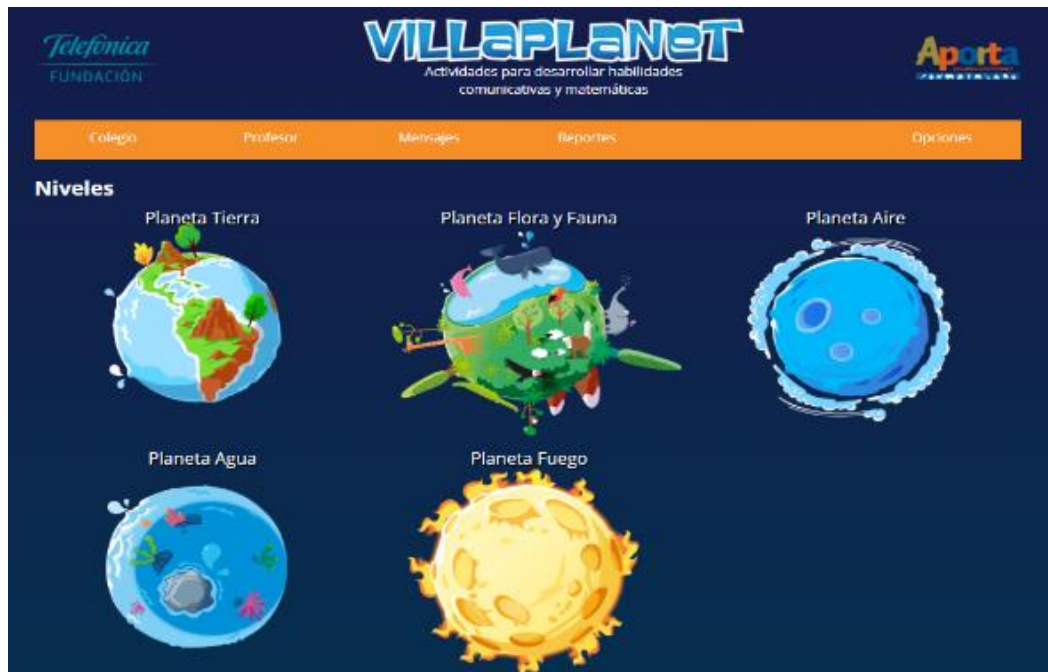 Telefónica
FUNDACIÓN
VILLaPLaNeT
Actividades para desarrollar habilidades
comunicativas y matemáticas
Aporta
Colegio Profesor Mensajes Reportes Opciones
Niveles
Planeta Tierra Planeta Flora y Fauna Planeta Aire
Planeta Agua Planeta Fuego